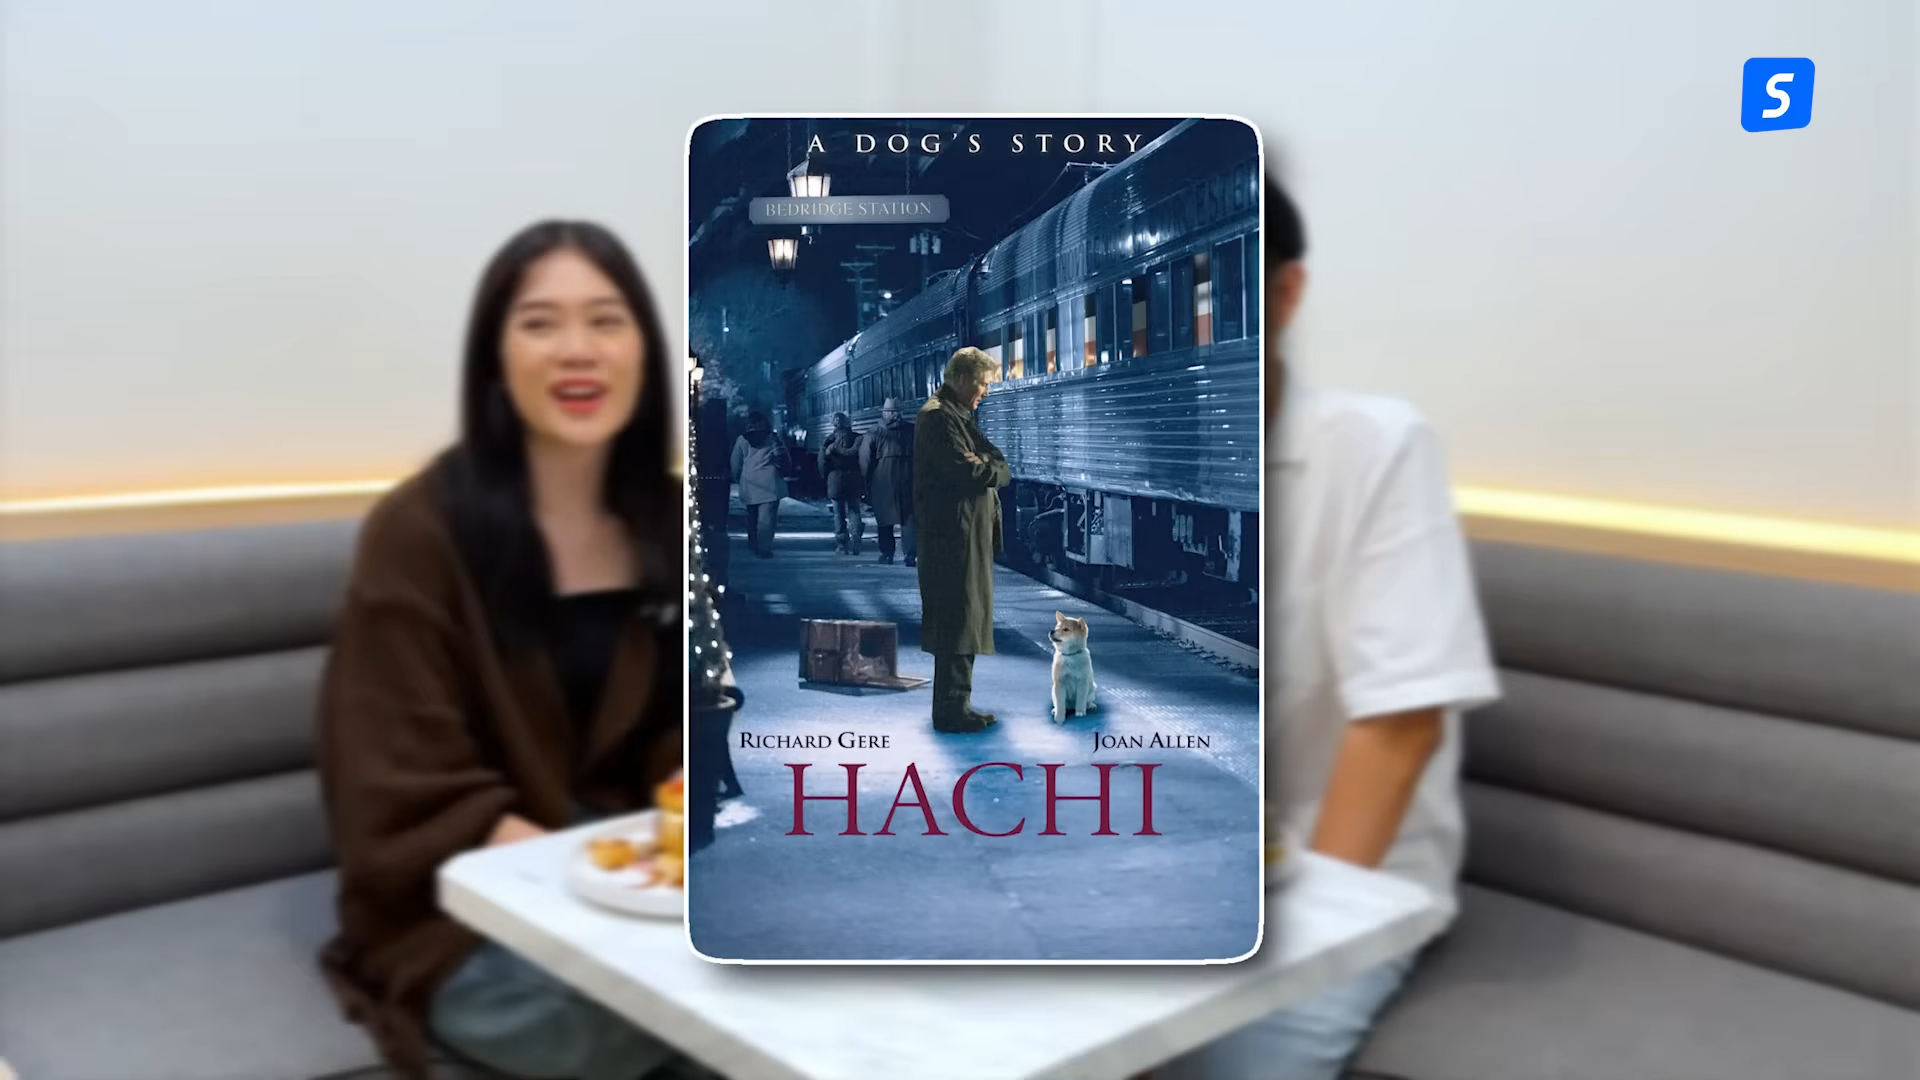 S
A DOG'S STORY
BEDRIDGE STATION
RICHARD GERE
JOAN ALLEN
HACHI